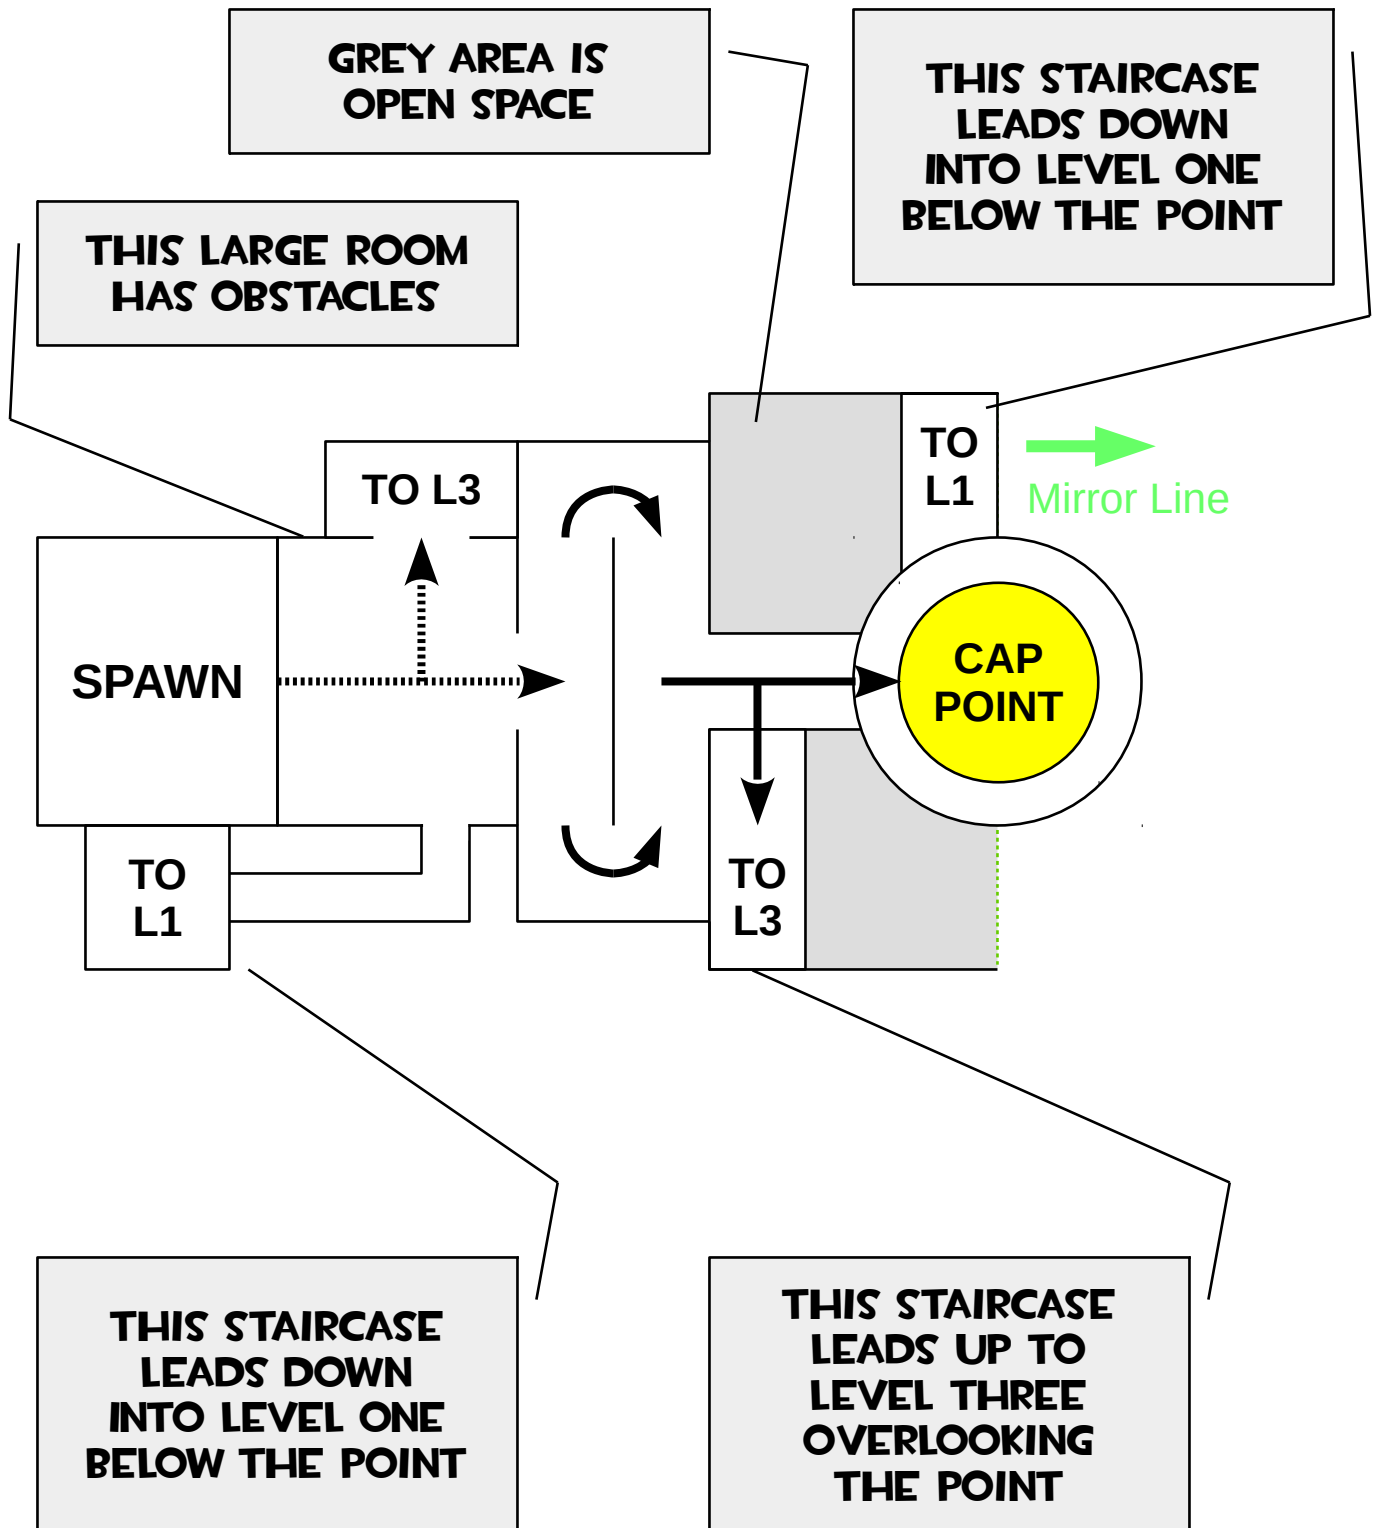 GREY AREA IS
OPEN SPACE
THIS STAIRCASE
LEADS DOWN
INTO LEVEL ONE
BELOW THE POINT
THIS LARGE ROOM
HAS OBSTACLES
TO L3
TO
L1
Mirror Line
SPAWN
CAP
POINT
TO
L1
TO
L3
THIS STAIRCASE
LEADS DOWN
INTO LEVEL ONE
BELOW THE POINT
THIS STAIRCASE
LEADS UP TO
LEVEL THREE
OVERLOOKING
THE POINT